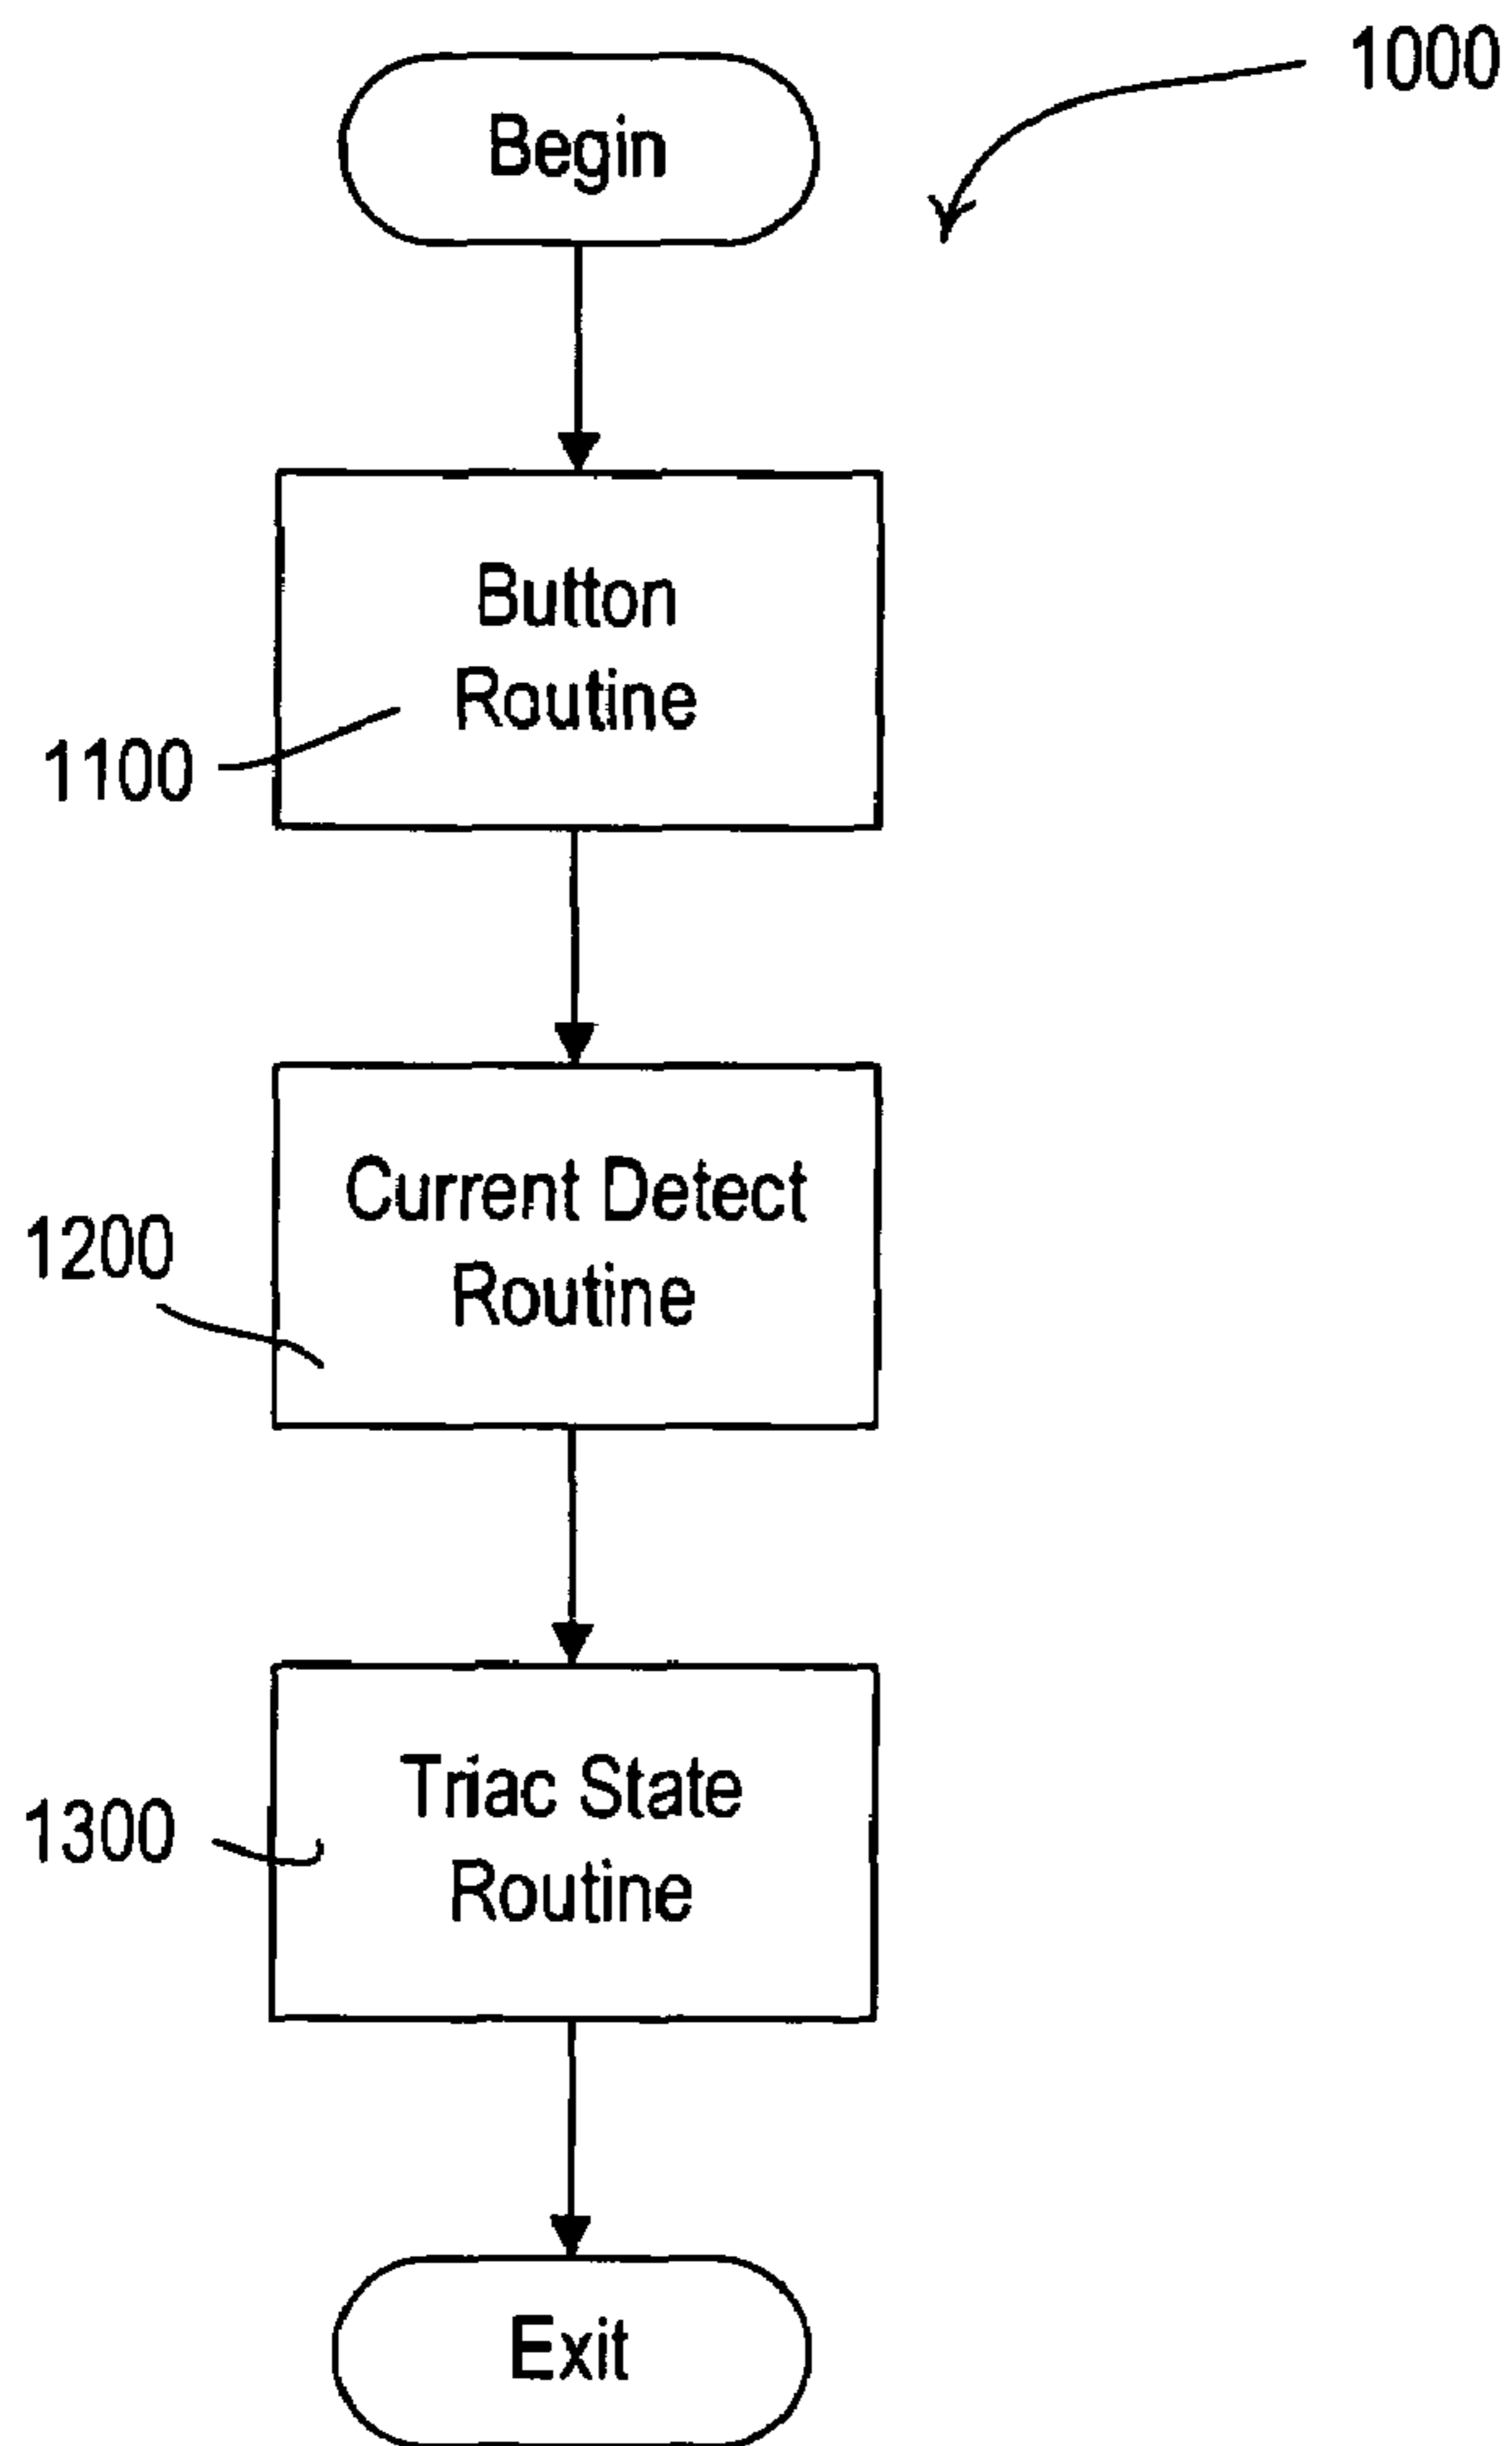 1000
Begin
Button
Routine
1100
Current Detect
Routine
1200
Triac State
Routine
1300
Exit